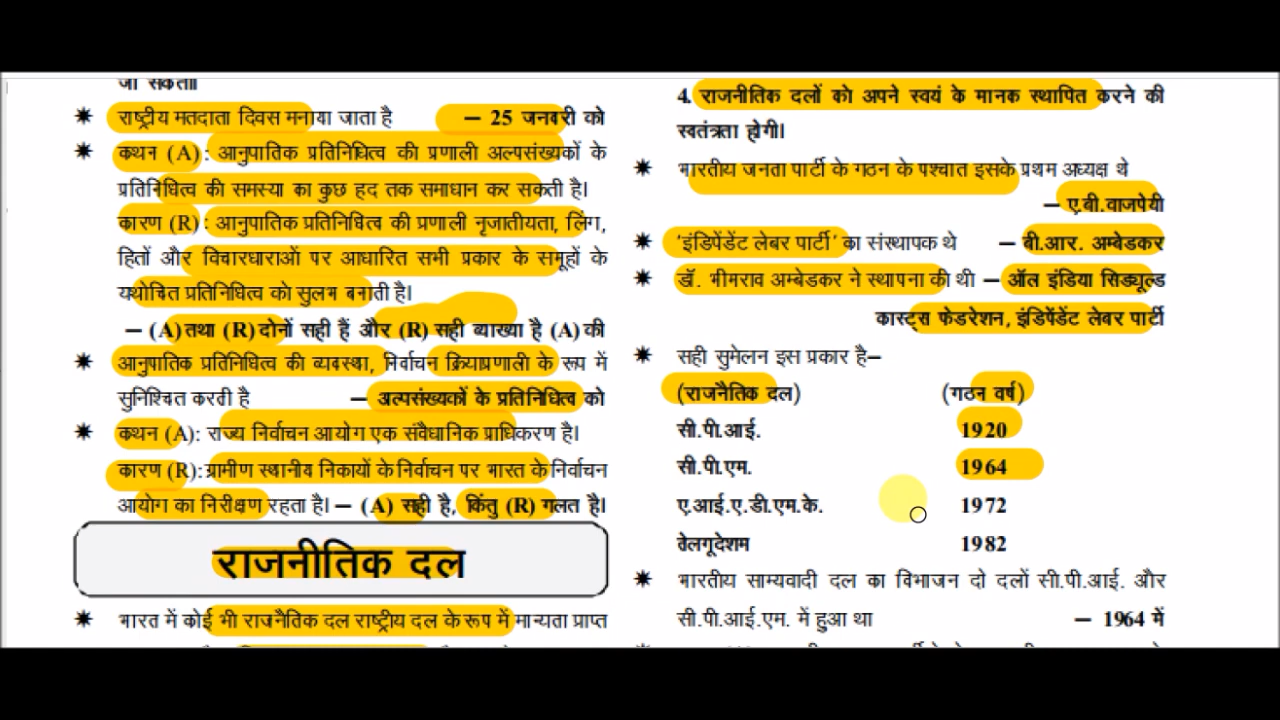 जा सकता।
✷ राष्ट्रीय मतदाता दिवस मनाया जाता है – 25 जनवरी को
✷ कथन (A) : आनुपातिक प्रतिनिधित्व की प्रणाली अल्पसंख्यकों के
प्रतिनिधित्व की समस्या का कुछ हद तक समाधान कर सकती है।
कारण (R) : आनुपातिक प्रतिनिधित्व की प्रणाली नृजातीयता, लिंग,
हितों और विचारधाराओं पर आधारित सभी प्रकार के समूहों के
यथोचित प्रतिनिधित्व को सुलभ बनाती है।
– (A) तथा (R) दोनों सही हैं और (R) सही व्याख्या है (A) की
✷ आनुपातिक प्रतिनिधित्व की व्यवस्था, निर्वाचन क्रियाप्रणाली के रूप में
सुनिश्चित करती है – अल्पसंख्यकों के प्रतिनिधित्व को
✷ कथन (A): राज्य निर्वाचन आयोग एक संवैधानिक प्राधिकरण है।
कारण (R): ग्रामीण स्थानीय निकायों के निर्वाचन पर भारत के निर्वाचन
आयोग का निरीक्षण रहता है। – (A) सही है, किंतु (R) गलत है।
राजनीतिक दल
✷ भारत में कोई भी राजनैतिक दल राष्ट्रीय दल के रूप में मान्यता प्राप्त
4. राजनीतिक दलों को अपने स्वयं के मानक स्थापित करने की
स्वतंत्रता होगी।
✷ भारतीय जनता पार्टी के गठन के पश्चात इसके प्रथम अध्यक्ष थे
– ए.बी.वाजपेयी
✷ 'इंडिपेंडेंट लेबर पार्टी' का संस्थापक थे – बी.आर. अम्बेडकर
✷ डॉ. भीमराव अम्बेडकर ने स्थापना की थी – ऑल इंडिया सिड्यूल्ड
कास्ट्स फेडरेशन, इंडिपेंडेंट लेबर पार्टी
✷ सही सुमेलन इस प्रकार है–
(राजनैतिक दल) (गठन वर्ष)
सी.पी.आई. 1920
सी.पी.एम. 1964
ए.आई.ए.डी.एम.के. 1972
तेलगूदेशम 1982
✷ भारतीय साम्यवादी दल का विभाजन दो दलों सी.पी.आई. और
सी.पी.आई.एम. में हुआ था – 1964 में